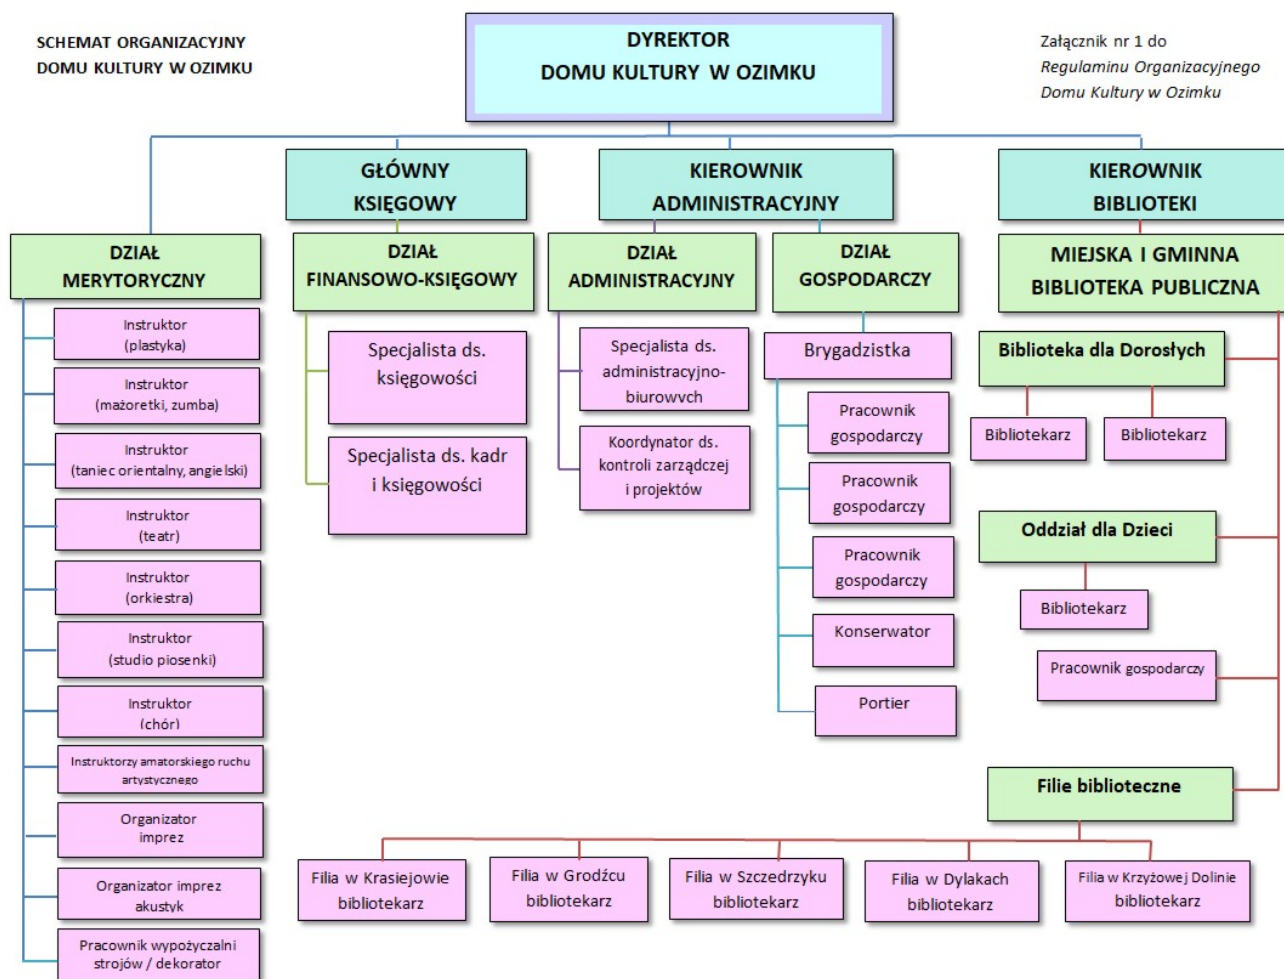 SCHEMAT ORGANIZACYJNY
DOMU KULTURY W OZIMKU
DYREKTOR
DOMU KULTURY W OZIMKU
Załącznik nr 1 do
Regulaminu Organizacyjnego
Domu Kultury w Ozimku
GŁÓWNY
KSIĘGOWY
KIEROWNIK
ADMINISTRACYJNY
KIEROWNIK
BIBLIOTEKI
DZIAŁ
MERYTORYCZNY
Instruktor
(plastyka)
Instruktor
(mażoretki, zumba)
Instruktor
(taniec orientalny, angielski)
Instruktor
(teatr)
Instruktor
(orkiestra)
Instruktor
(studio piosenki)
Instruktor
(chór)
Instruktorzy amatorskiego ruchu
artystycznego
Organizator
imprez
Organizator imprez
akustyk
Pracownik wypożyczalni
strojów / dekorator
DZIAŁ
FINANSOWO-KSIĘGOWY
Specjalista ds.
księgowości
Specjalista ds. kadr
i księgowości
DZIAŁ
ADMINISTRACYJNY
Specjalista ds.
administracyjno-
biurowych
Koordynator ds.
kontroli zarządczej
i projektów
DZIAŁ
GOSPODARCZY
Brygadzistka
Pracownik
gospodarczy
Pracownik
gospodarczy
Pracownik
gospodarczy
Konserwator
Portier
MIEJSKA I GMINNA
BIBLIOTEKA PUBLICZNA
Biblioteka dla Dorosłych
Bibliotekarz
Bibliotekarz
Oddział dla Dzieci
Bibliotekarz
Pracownik gospodarczy
Filie biblioteczne
Filia w Krasiejowie
bibliotekarz
Filia w Grodźcu
bibliotekarz
Filia w Szczedrzyku
bibliotekarz
Filia w Dylakach
bibliotekarz
Filia w Krzyżowej Dolinie
bibliotekarz